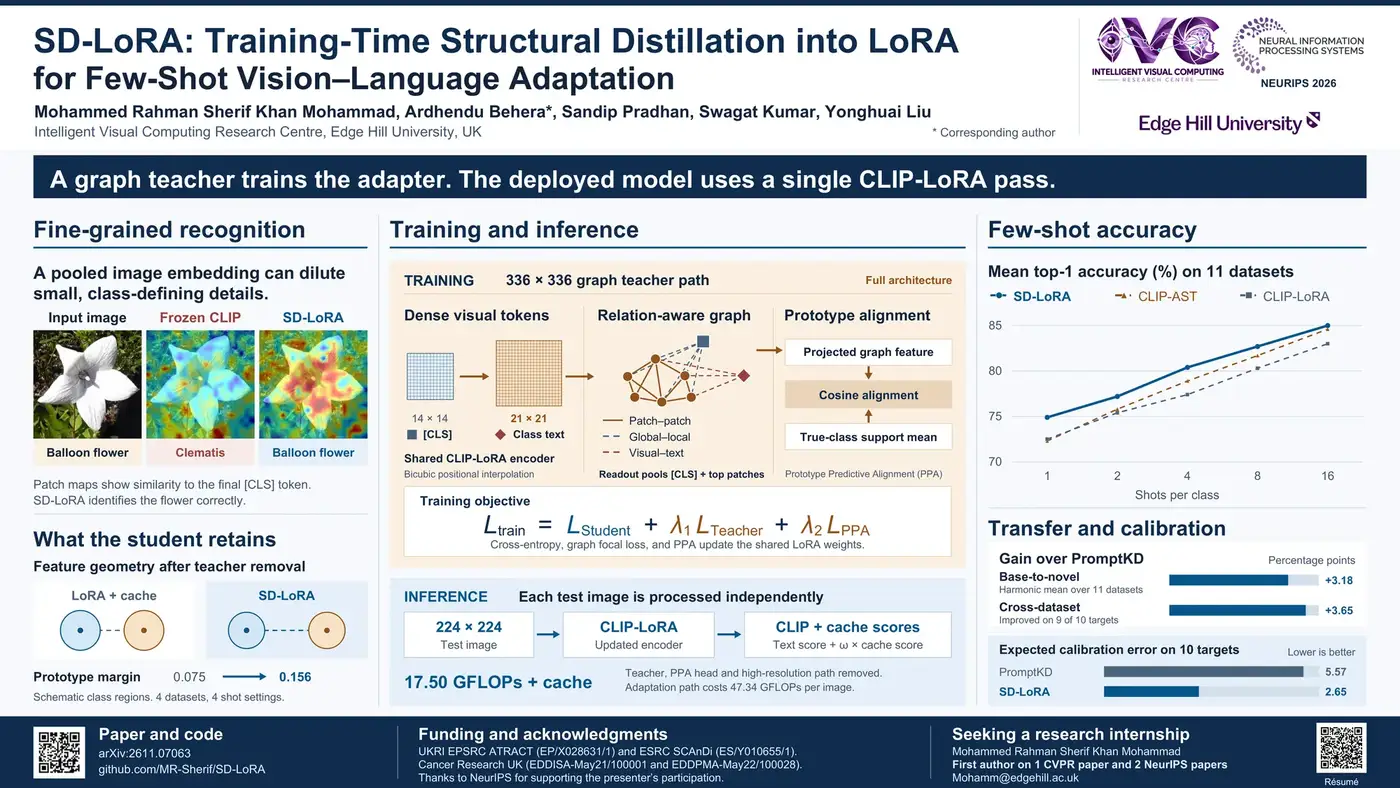 SD-LoRA: Training-Time Structural Distillation into LoRA
for Few-Shot Vision–Language Adaptation
Mohammed Rahman Sherif Khan Mohammad, Ardhendu Behera*, Sandip Pradhan, Swagat Kumar, Yonghuai Liu
Intelligent Visual Computing Research Centre, Edge Hill University, UK
* Corresponding author
IVC
INTELLIGENT VISUAL COMPUTING
RESEARCH CENTRE
NEURAL INFORMATION
PROCESSING SYSTEMS
NEURIPS 2026
Edge Hill University
A graph teacher trains the adapter. The deployed model uses a single CLIP-LoRA pass.
Fine-grained recognition
A pooled image embedding can dilute
small, class-defining details.
Input image
Frozen CLIP
SD-LoRA
Balloon flower
Clematis
Balloon flower
Patch maps show similarity to the final [CLS] token.
SD-LoRA identifies the flower correctly.
What the student retains
Feature geometry after teacher removal
LoRA + cache
SD-LoRA
Prototype margin 0.075 0.156
Schematic class regions. 4 datasets, 4 shot settings.
Training and inference
TRAINING 336 × 336 graph teacher path
Full architecture
Dense visual tokens
14 × 14
21 × 21
[CLS]
Class text
Shared CLIP-LoRA encoder
Bicubic positional interpolation
Relation-aware graph
Patch–patch
Global–local
Visual–text
Readout pools [CLS] + top patches
Prototype alignment
Projected graph feature
Cosine alignment
True-class support mean
Prototype Predictive Alignment (PPA)
Training objective
L train = L Student + λ1 L Teacher + λ2 L PPA
Cross-entropy, graph focal loss, and PPA update the shared LoRA weights.
INFERENCE Each test image is processed independently
224 × 224
Test image
CLIP-LoRA
Updated encoder
CLIP + cache scores
Text score + ω × cache score
17.50 GFLOPs + cache
Teacher, PPA head and high-resolution path removed.
Adaptation path costs 47.34 GFLOPs per image.
Few-shot accuracy
Mean top-1 accuracy (%) on 11 datasets
SD-LoRA
CLIP-AST
CLIP-LoRA
85
80
75
70
1 2 4 8 16
Shots per class
Transfer and calibration
Gain over PromptKD
Percentage points
Base-to-novel
Harmonic mean over 11 datasets
+3.18
Cross-dataset
Improved on 9 of 10 targets
+3.65
Expected calibration error on 10 targets
Lower is better
PromptKD 5.57
SD-LoRA 2.65
Paper and code
arXiv:2611.07063
github.com/MR-Sherif/SD-LoRA
Funding and acknowledgments
UKRI EPSRC ATRACT (EP/X028631/1) and ESRC SCAnDi (ES/Y010655/1).
Cancer Research UK (EDDISA-May21/100001 and EDDPMA-May22/100028).
Thanks to NeurIPS for supporting the presenter's participation.
Seeking a research internship
Mohammed Rahman Sherif Khan Mohammad
First author on 1 CVPR paper and 2 NeurIPS papers
Mohamm@edgehill.ac.uk
Résumé